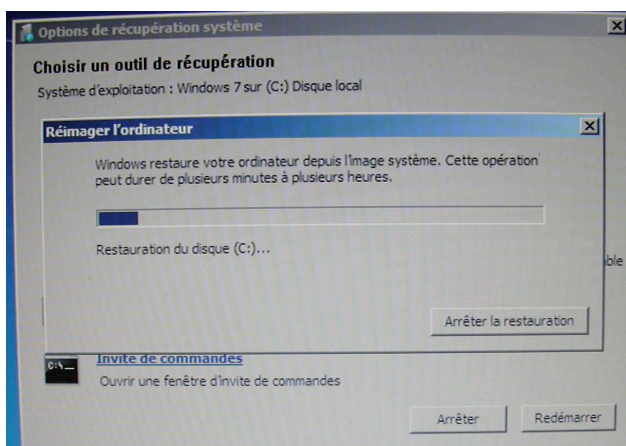 Options de récupération système
Choisir un outil de récupération
Système d'exploitation : Windows 7 sur (C:) Disque local
Réimager l'ordinateur
Windows restaure votre ordinateur depuis l'image système. Cette opération
peut durer de plusieurs minutes à plusieurs heures.
Restauration du disque (C:)...
ible
Arrêter la restauration
C:\_
Invite de commandes
Ouvrir une fenêtre d'invite de commandes
Arrêter
Redémarrer